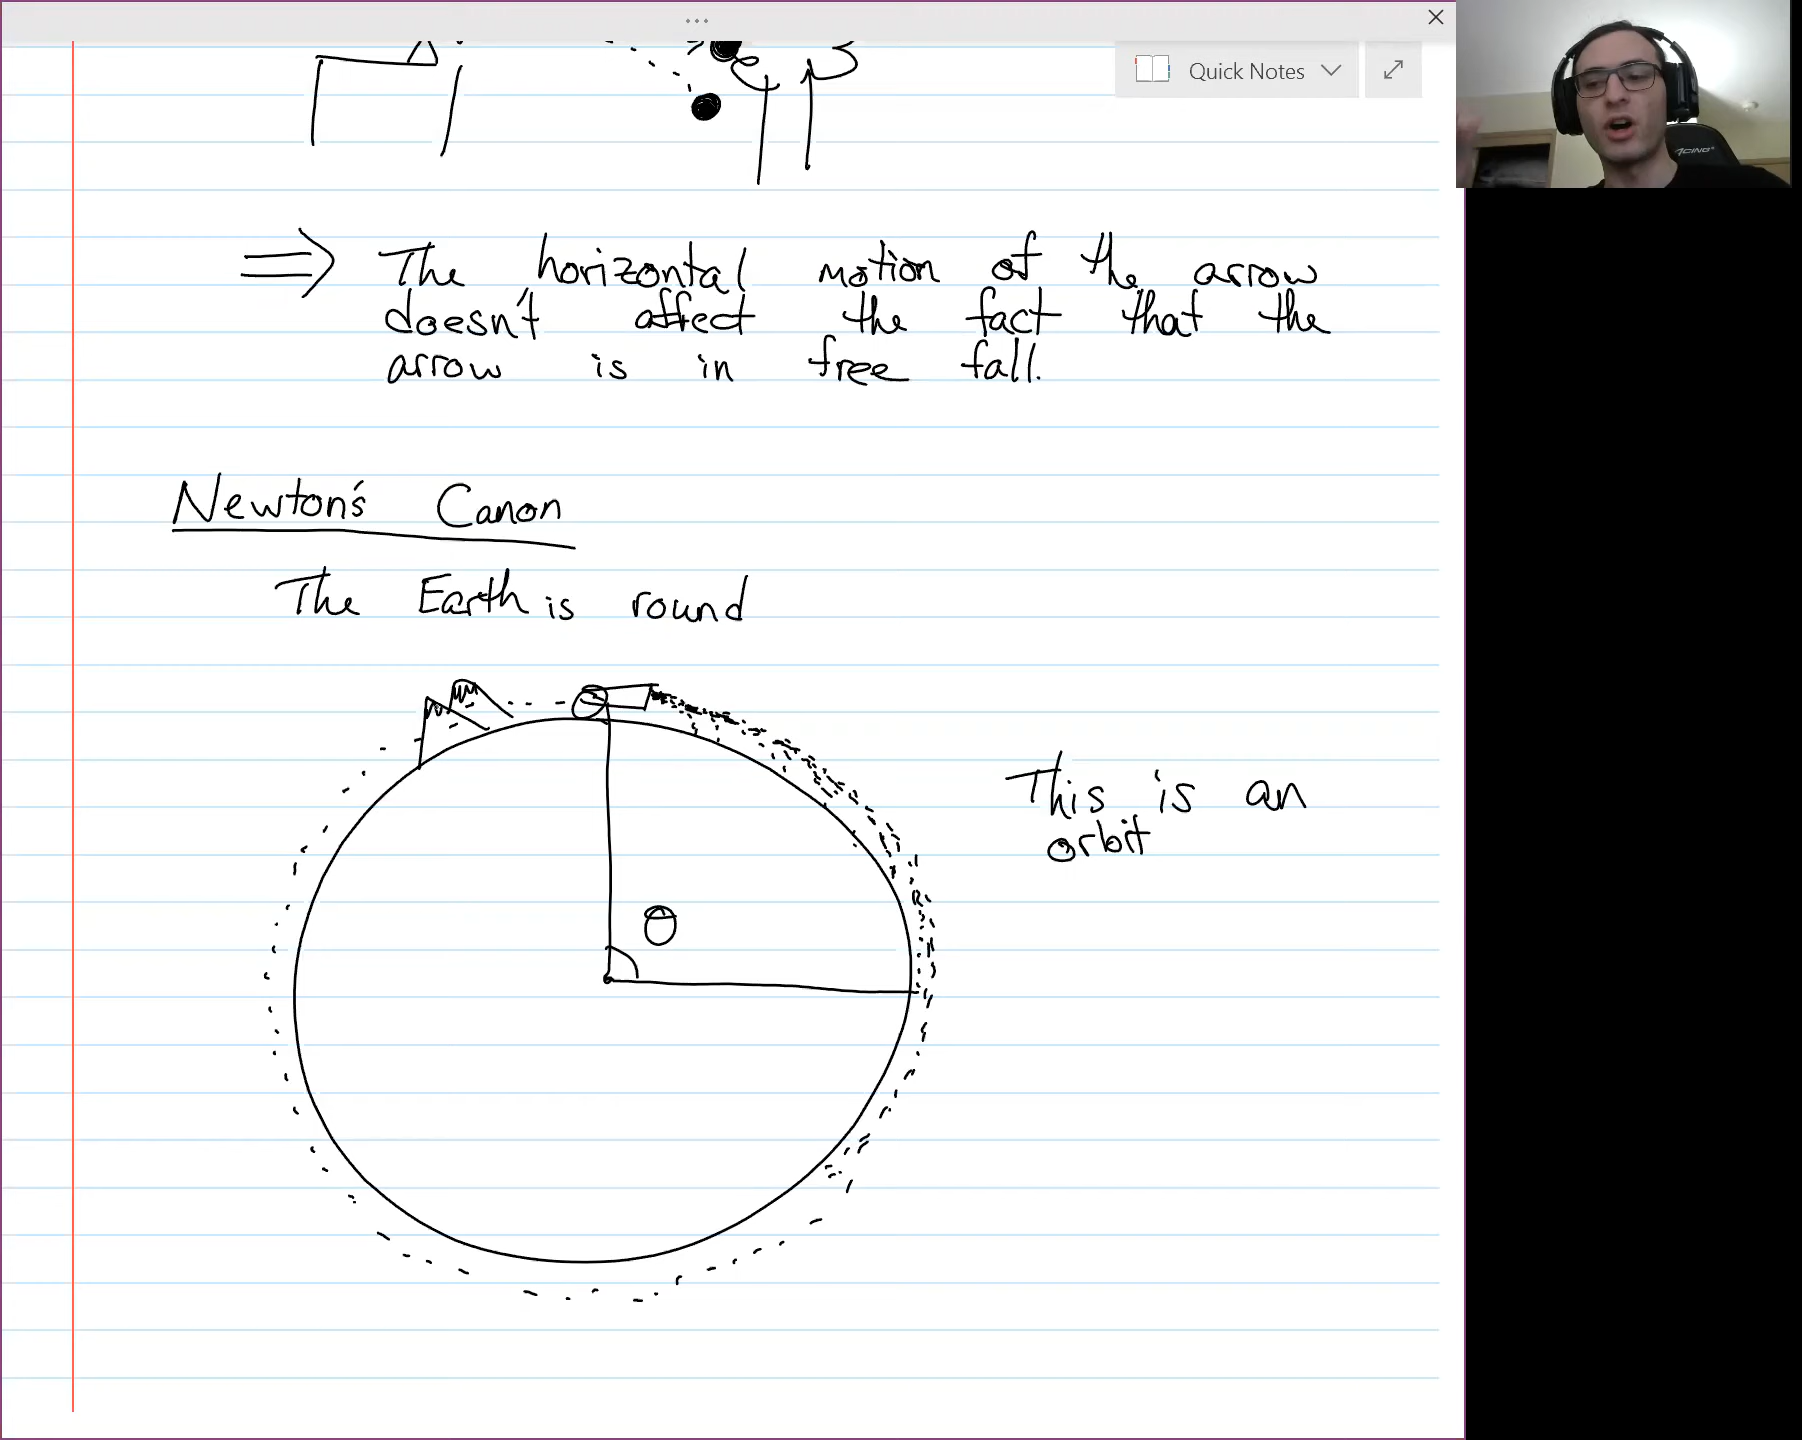 Quick Notes
⇒ The horizontal motion of the arrow
doesn't affect the fact that the
arrow is in free fall.
Newton's Canon
The Earth is round
This is an
orbit
θ